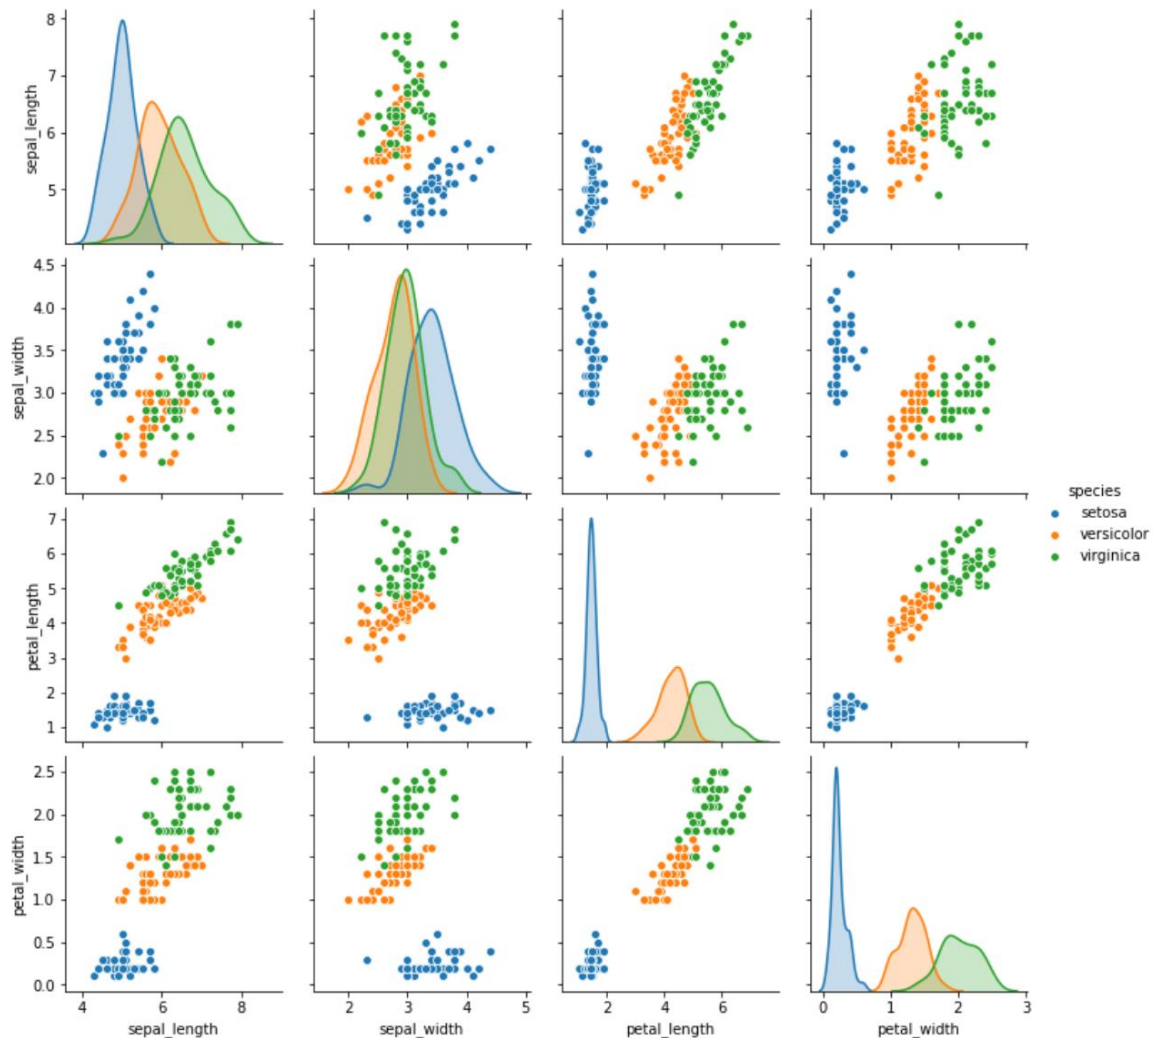 8
7
6
5
sepal_length
4.5
4.0
3.5
3.0
2.5
2.0
sepal_width
species
setosa
versicolor
virginica
7
6
5
4
3
2
1
petal_length
2.5
2.0
1.5
1.0
0.5
0.0
petal_width
4 6 8
2 3 4 5
2 4 6
0 1 2 3
sepal_length sepal_width petal_length petal_width